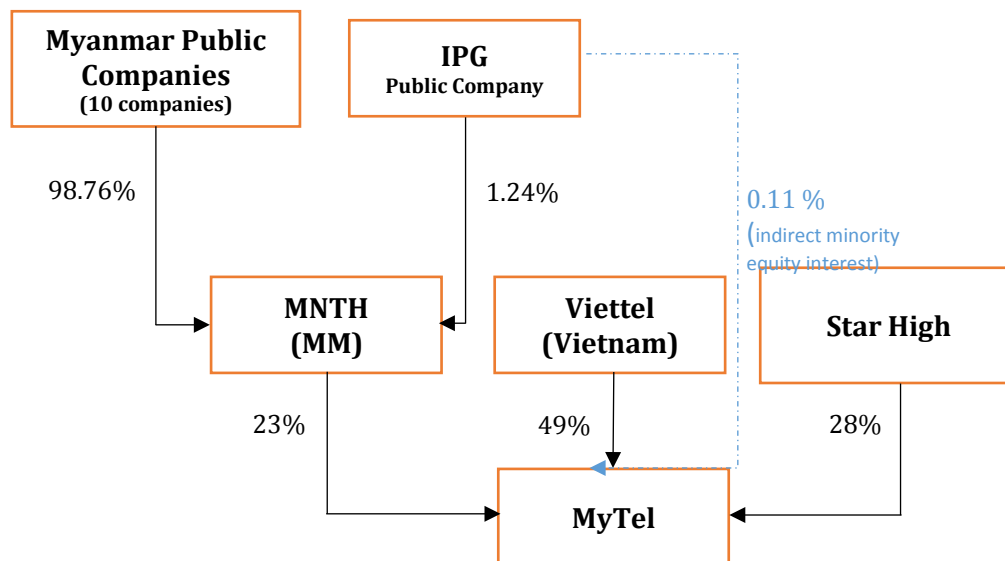 Myanmar Public
Companies
(10 companies)
IPG
Public Company
98.76%
1.24%
0.11 %
(indirect minority
equity interest)
MNTH
(MM)
Viettel
(Vietnam)
Star High
23%
49%
28%
MyTel